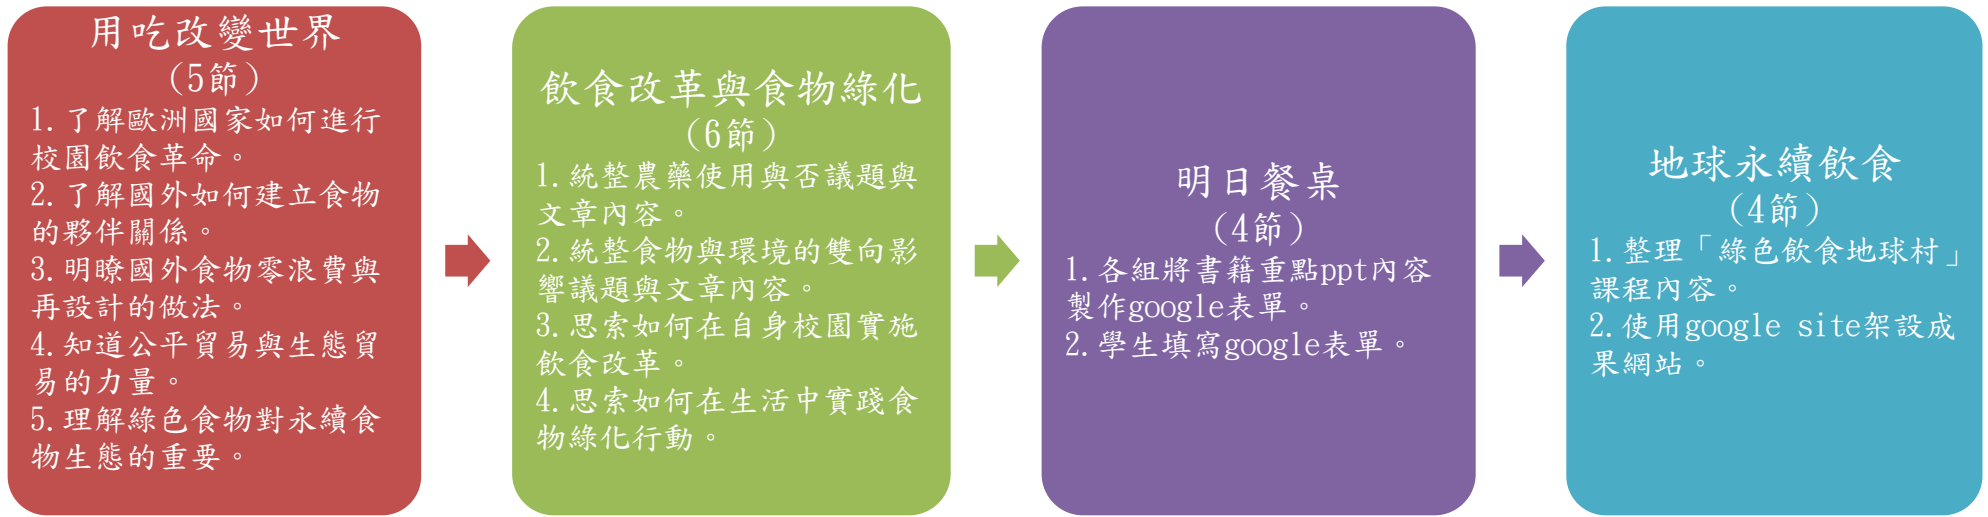 用吃改變世界
(5節)
1.了解歐洲國家如何進行
校園飲食革命。
2.了解國外如何建立食物
的夥伴關係。
3.明瞭國外食物零浪費與
再設計的做法。
4.知道公平貿易與生態貿
易的力量。
5.理解綠色食物對永續食
物生態的重要。
飲食改革與食物綠化
(6節)
1.統整農藥使用與否議題與
文章內容。
2.統整食物與環境的雙向影
響議題與文章內容。
3.思索如何在自身校園實施
飲食改革。
4.思索如何在生活中實踐食
物綠化行動。
明日餐桌
(4節)
1.各組將書籍重點ppt內容
製作google表單。
2.學生填寫google表單。
地球永續飲食
(4節)
1.整理「綠色飲食地球村」
課程內容。
2.使用google site架設成
果網站。